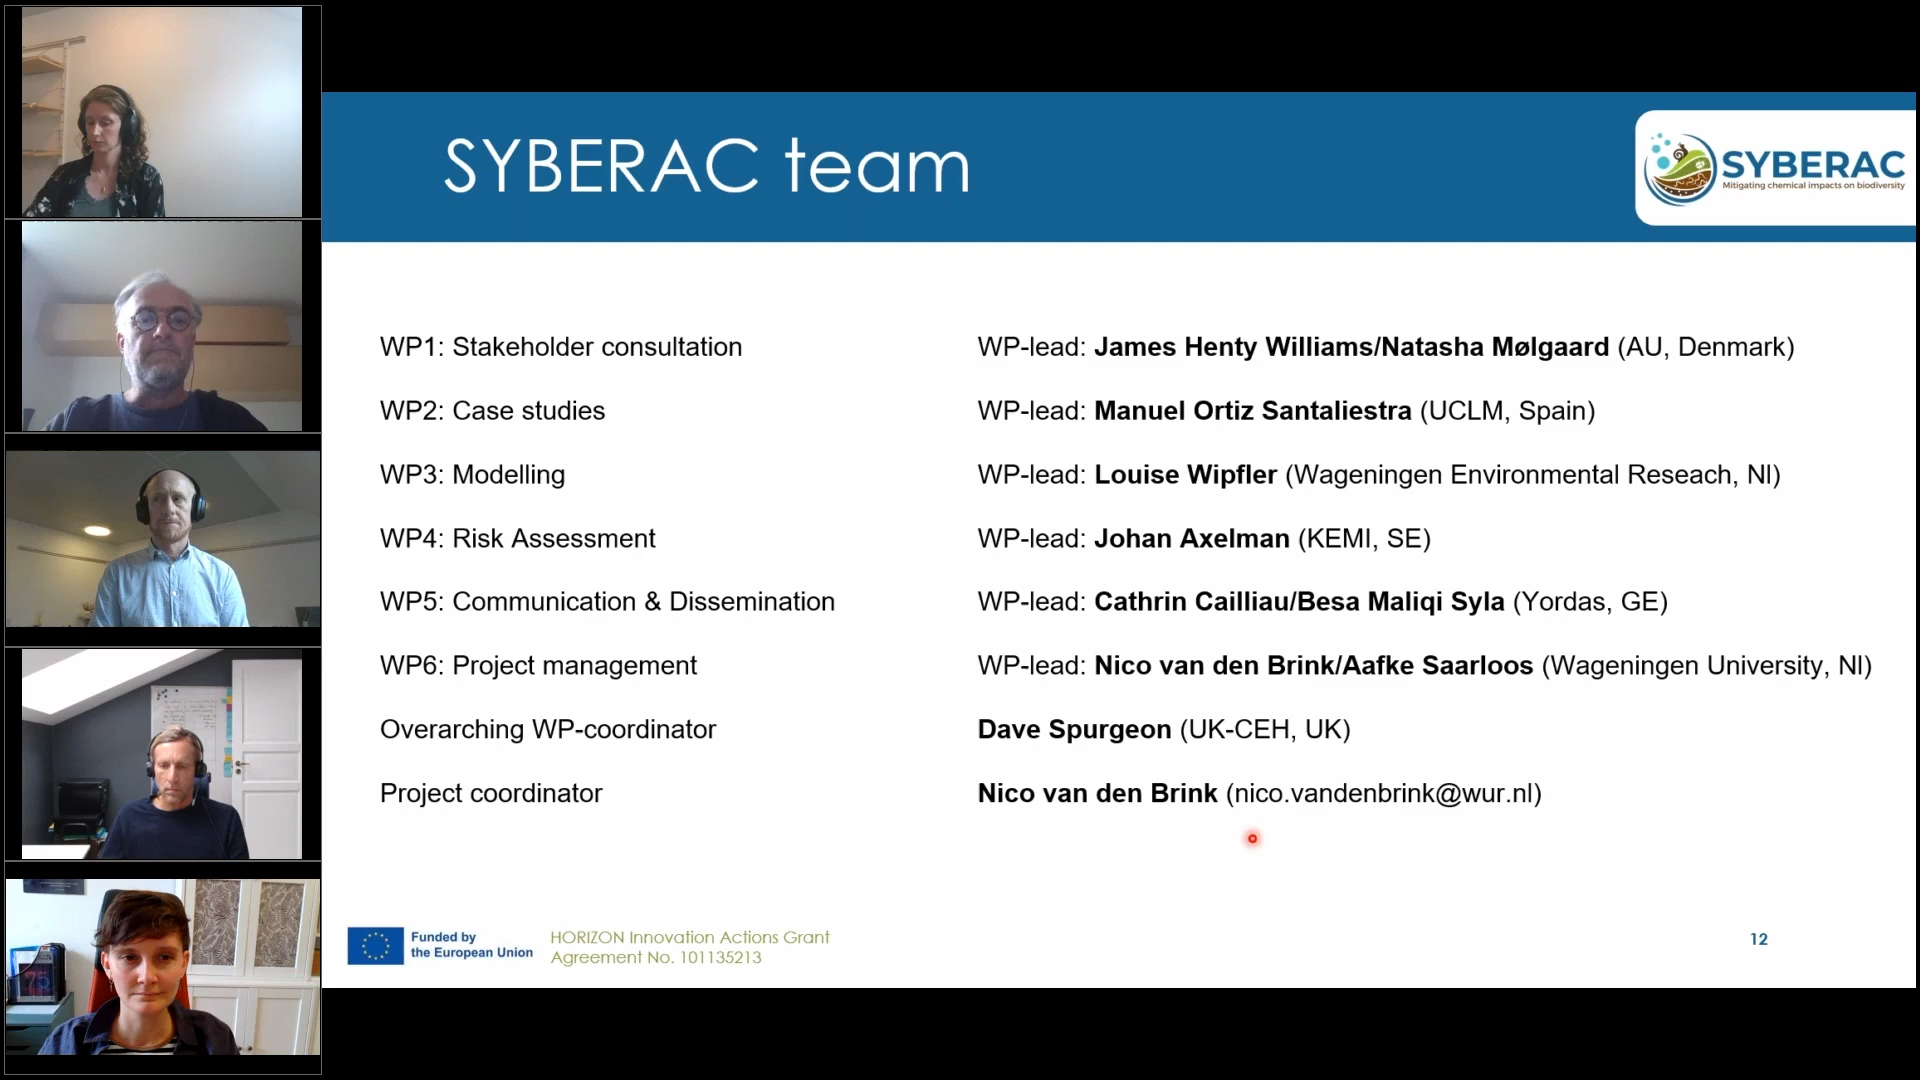 SYBERAC team
SYBERAC
Mitigating chemical impacts on biodiversity
WP1: Stakeholder consultation WP-lead: James Henty Williams/Natasha Mølgaard (AU, Denmark)
WP2: Case studies WP-lead: Manuel Ortiz Santaliestra (UCLM, Spain)
WP3: Modelling WP-lead: Louise Wipfler (Wageningen Environmental Reseach, Nl)
WP4: Risk Assessment WP-lead: Johan Axelman (KEMI, SE)
WP5: Communication & Dissemination WP-lead: Cathrin Cailliau/Besa Maliqi Syla (Yordas, GE)
WP6: Project management WP-lead: Nico van den Brink/Aafke Saarloos (Wageningen University, Nl)
Overarching WP-coordinator Dave Spurgeon (UK-CEH, UK)
Project coordinator Nico van den Brink (nico.vandenbrink@wur.nl)
Funded by
the European Union
HORIZON Innovation Actions Grant
Agreement No. 101135213
12
75